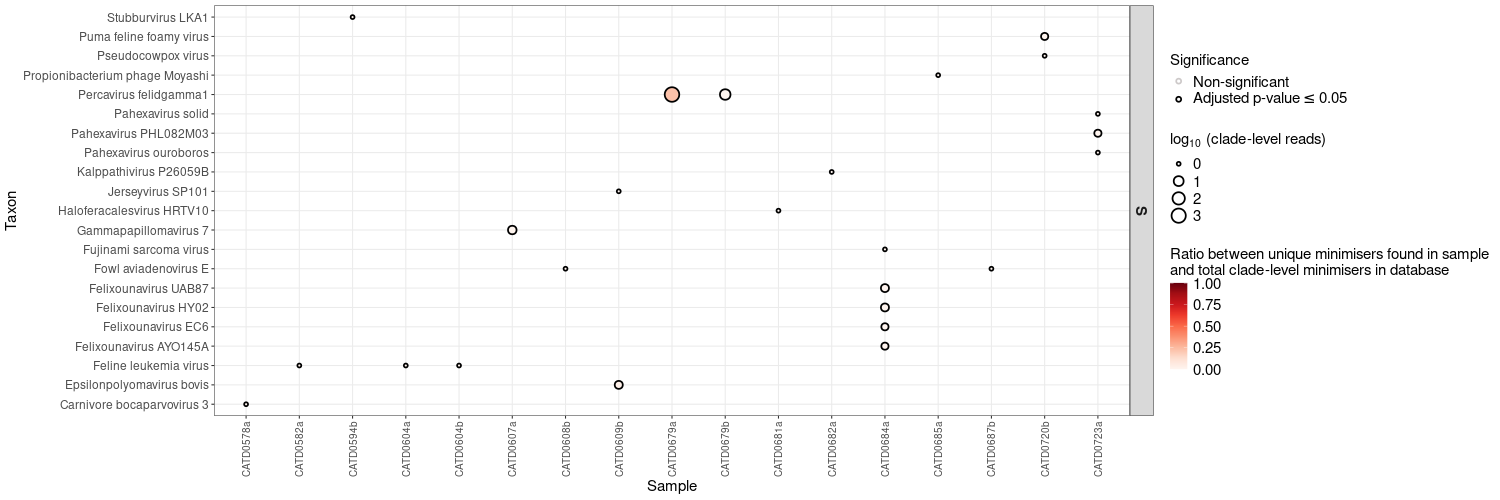 Stubburvirus LKA1
Puma feline foamy virus
Pseudocowpox virus
Propionibacterium phage Moyashi
Percavirus felidgamma1
Pahexavirus solid
Pahexavirus PHL082M03
Pahexavirus ouroboros
Kalppathivirus P26059B
Jerseyvirus SP101
Haloferacalesvirus HRTV10
Gammapapillomavirus 7
Fujinami sarcoma virus
Fowl aviadenovirus E
Felixounavirus UAB87
Felixounavirus HY02
Felixounavirus EC6
Felixounavirus AYO145A
Feline leukemia virus
Epsilonpolyomavirus bovis
Carnivore bocaparvovirus 3
Taxon
CATD0578a
CATD0582a
CATD0594b
CATD0604a
CATD0604b
CATD0607a
CATD0608b
CATD0609b
CATD0679a
CATD0679b
CATD0681a
CATD0682a
CATD0684a
CATD0685a
CATD0687b
CATD0720b
CATD0723a
Sample
S
Significance
Non-significant
Adjusted p-value ≤ 0.05
log10 (clade-level reads)
0
1
2
3
Ratio between unique minimisers found in sample
and total clade-level minimisers in database
1.00
0.75
0.50
0.25
0.00